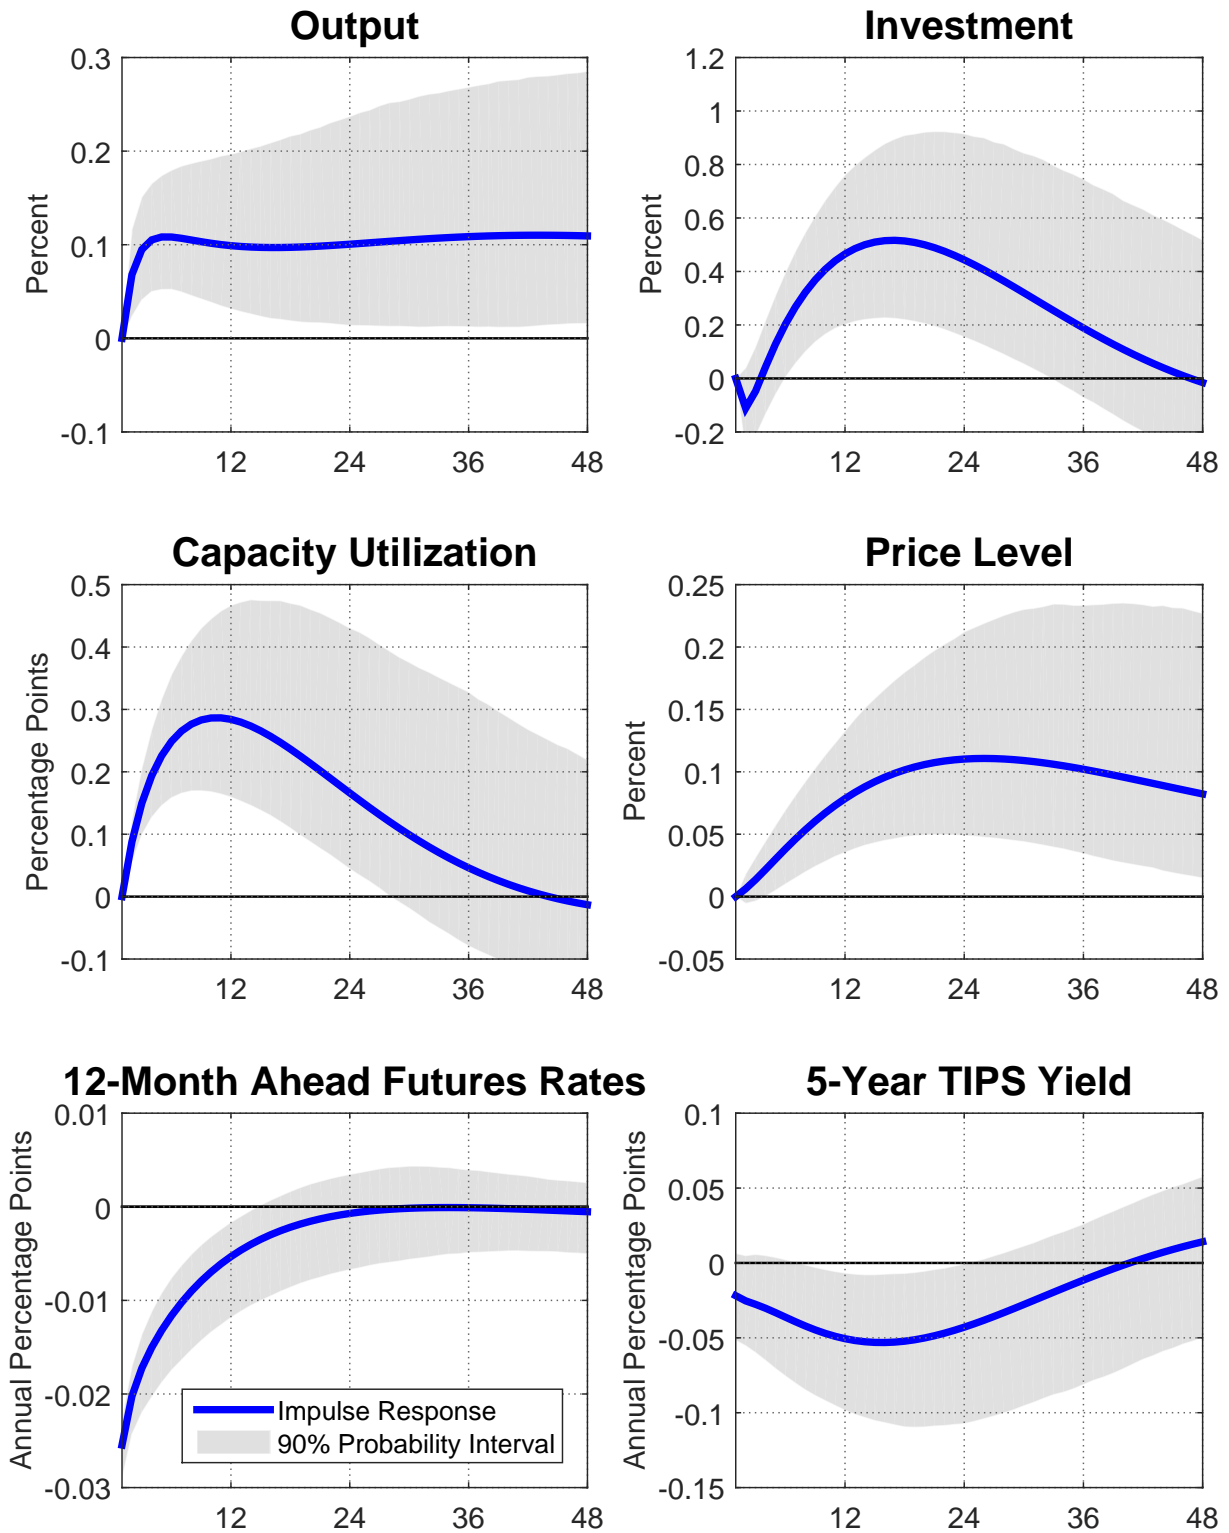 Output
Percent
0.3
0.2
0.1
0
-0.1
12 24 36 48
Investment
Percent
1.2
1
0.8
0.6
0.4
0.2
0
-0.2
12 24 36 48
Capacity Utilization
Percentage Points
0.5
0.4
0.3
0.2
0.1
0
-0.1
12 24 36 48
Price Level
Percent
0.25
0.2
0.15
0.1
0.05
0
-0.05
12 24 36 48
12-Month Ahead Futures Rates
Annual Percentage Points
0.01
0
-0.01
-0.02
-0.03
Impulse Response
90% Probability Interval
12 24 36 48
5-Year TIPS Yield
Annual Percentage Points
0.1
0.05
0
-0.05
-0.1
-0.15
12 24 36 48